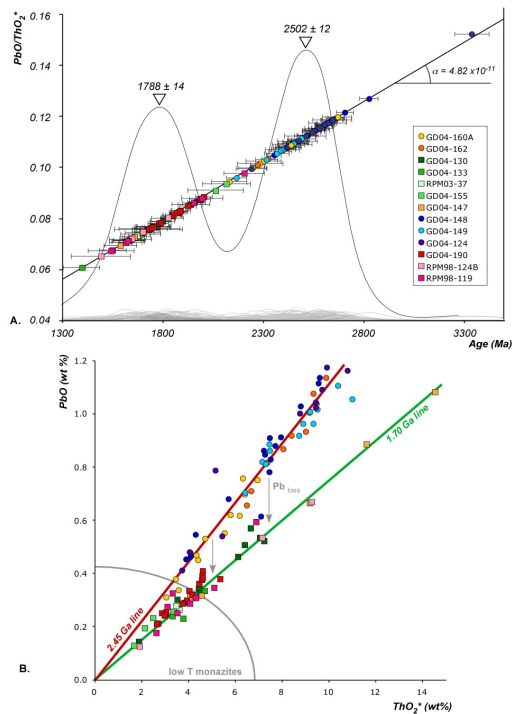 PbO/ThO₂*
0.16
0.14
0.12
0.10
0.08
0.06
0.04
2502 ± 12
1788 ± 14
α = 4.82 x10⁻¹¹
GD04-160A
GD04-162
GD04-130
GD04-133
RPM03-37
GD04-155
GD04-147
GD04-148
GD04-149
GD04-124
GD04-190
RPM98-124B
RPM98-119
A.
1300 1800 2300 2800 3300
Age (Ma)
PbO (wt %)
1.2
1.0
0.8
0.6
0.4
0.2
0.0
1.70 Ga line
Pb loss
2.45 Ga line
low T monazites
B.
0 2 4 6 8 10 12 14
ThO₂* (wt%)